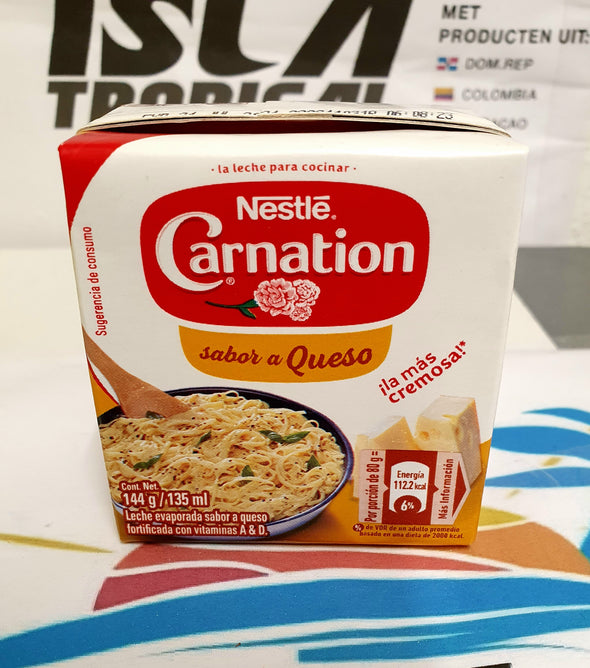 ISLA
TROPICAL
MET
PRODUCTEN UIT:
DOM.REP
COLOMBIA
· la leche para cocinar ·
Nestlé®
Carnation®
sabor a Queso
¡la más
cremosa!*
Sugerencia de consumo
Cont. Net.
144 g/135 ml
Leche evaporada sabor a queso
fortificada con vitaminas A & D.
Por porción de 80 g =
Energía
112.2 kcal
6%
Más Información
% de VDR de un adulto promedio
basado en una dieta de 2000 kcal.